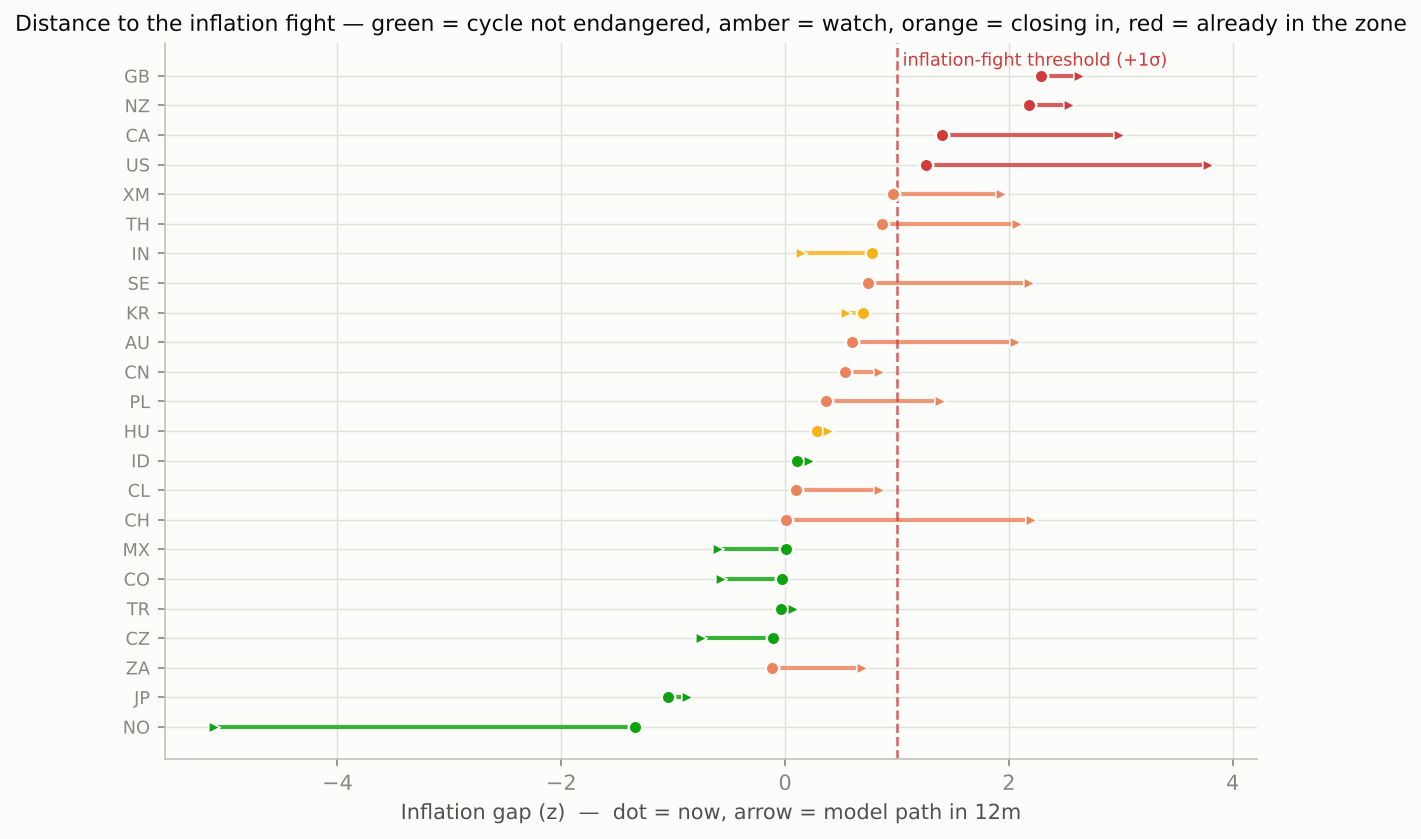 Distance to the inflation fight — green = cycle not endangered, amber = watch, orange = closing in, red = already in the zone
inflation-fight threshold (+1σ)
GB
NZ
CA
US
XM
TH
IN
SE
KR
AU
CN
PL
HU
ID
CL
CH
MX
CO
TR
CZ
ZA
JP
NO
−4 −2 0 2 4
Inflation gap (z) — dot = now, arrow = model path in 12m